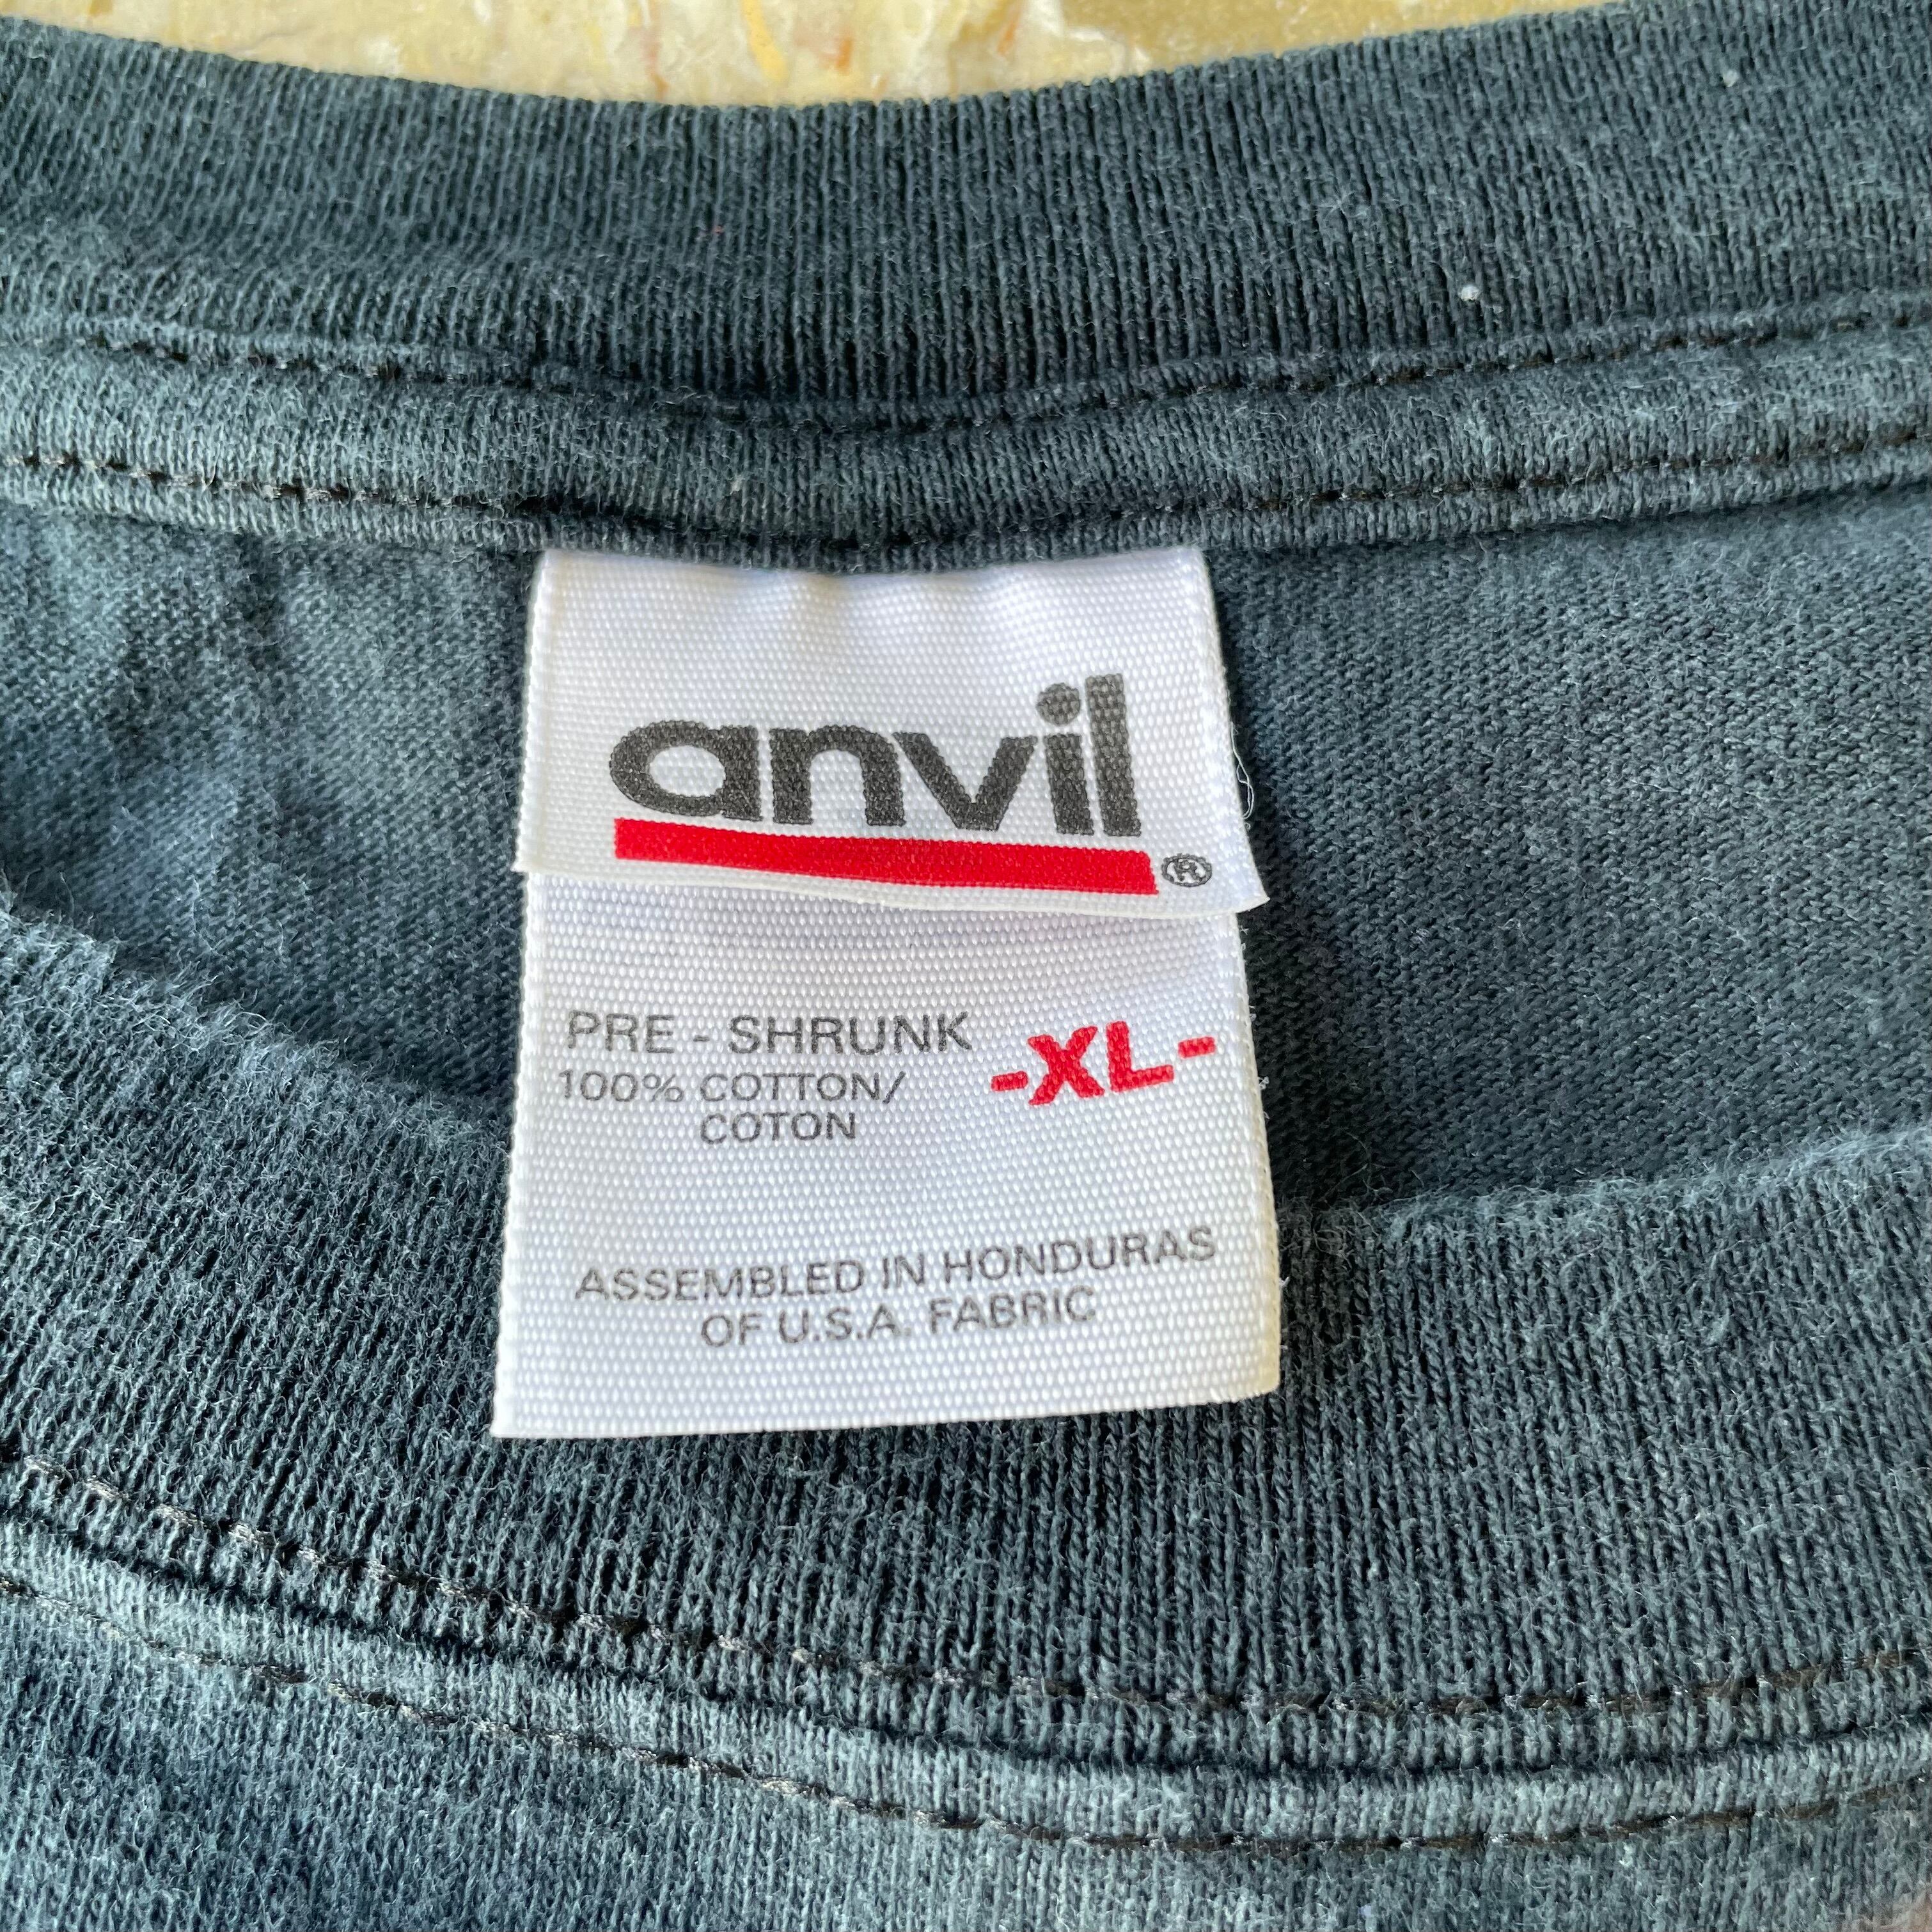 anvil
®
PRE - SHRUNK
-XL-
100% COTTON/
COTON
ASSEMBLED IN HONDURAS
OF U.S.A. FABRIC